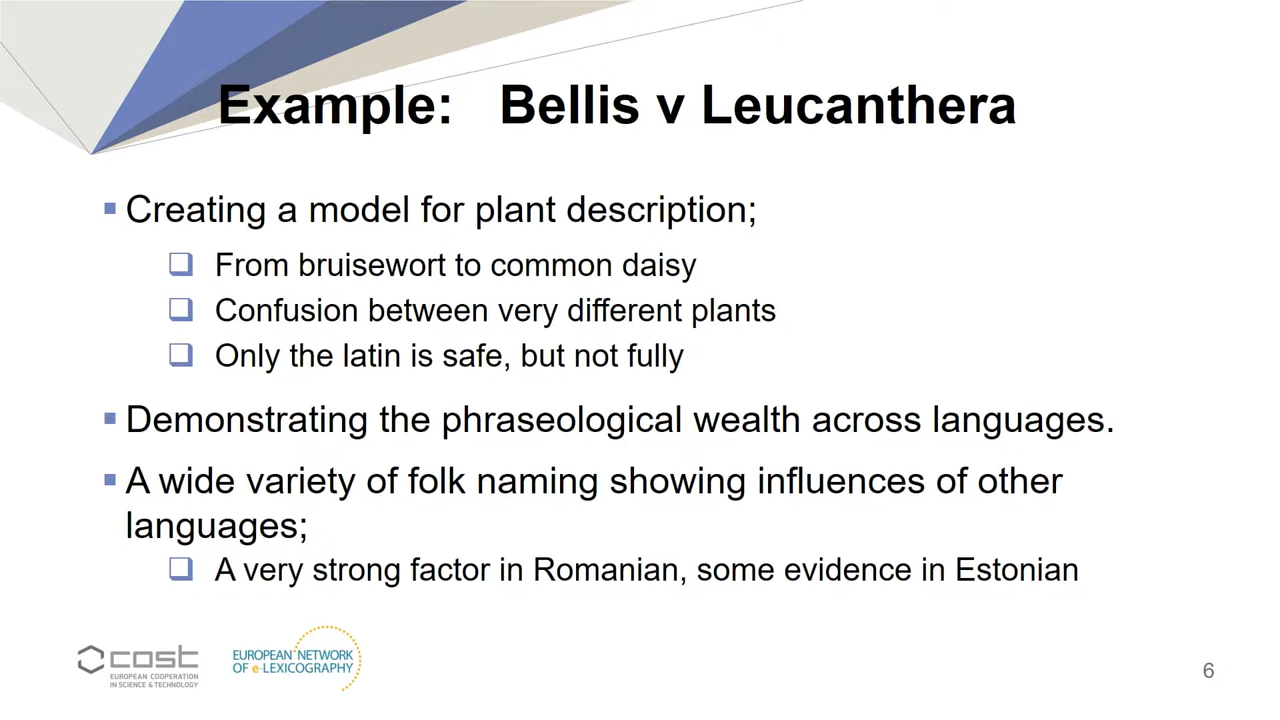 Example: Bellis v Leucanthera
Creating a model for plant description;
From bruisewort to common daisy
Confusion between very different plants
Only the latin is safe, but not fully
Demonstrating the phraseological wealth across languages.
A wide variety of folk naming showing influences of other
languages;
A very strong factor in Romanian, some evidence in Estonian
cost
EUROPEAN COOPERATION
IN SCIENCE & TECHNOLOGY
EUROPEAN NETWORK
OF e-LEXICOGRAPHY
6